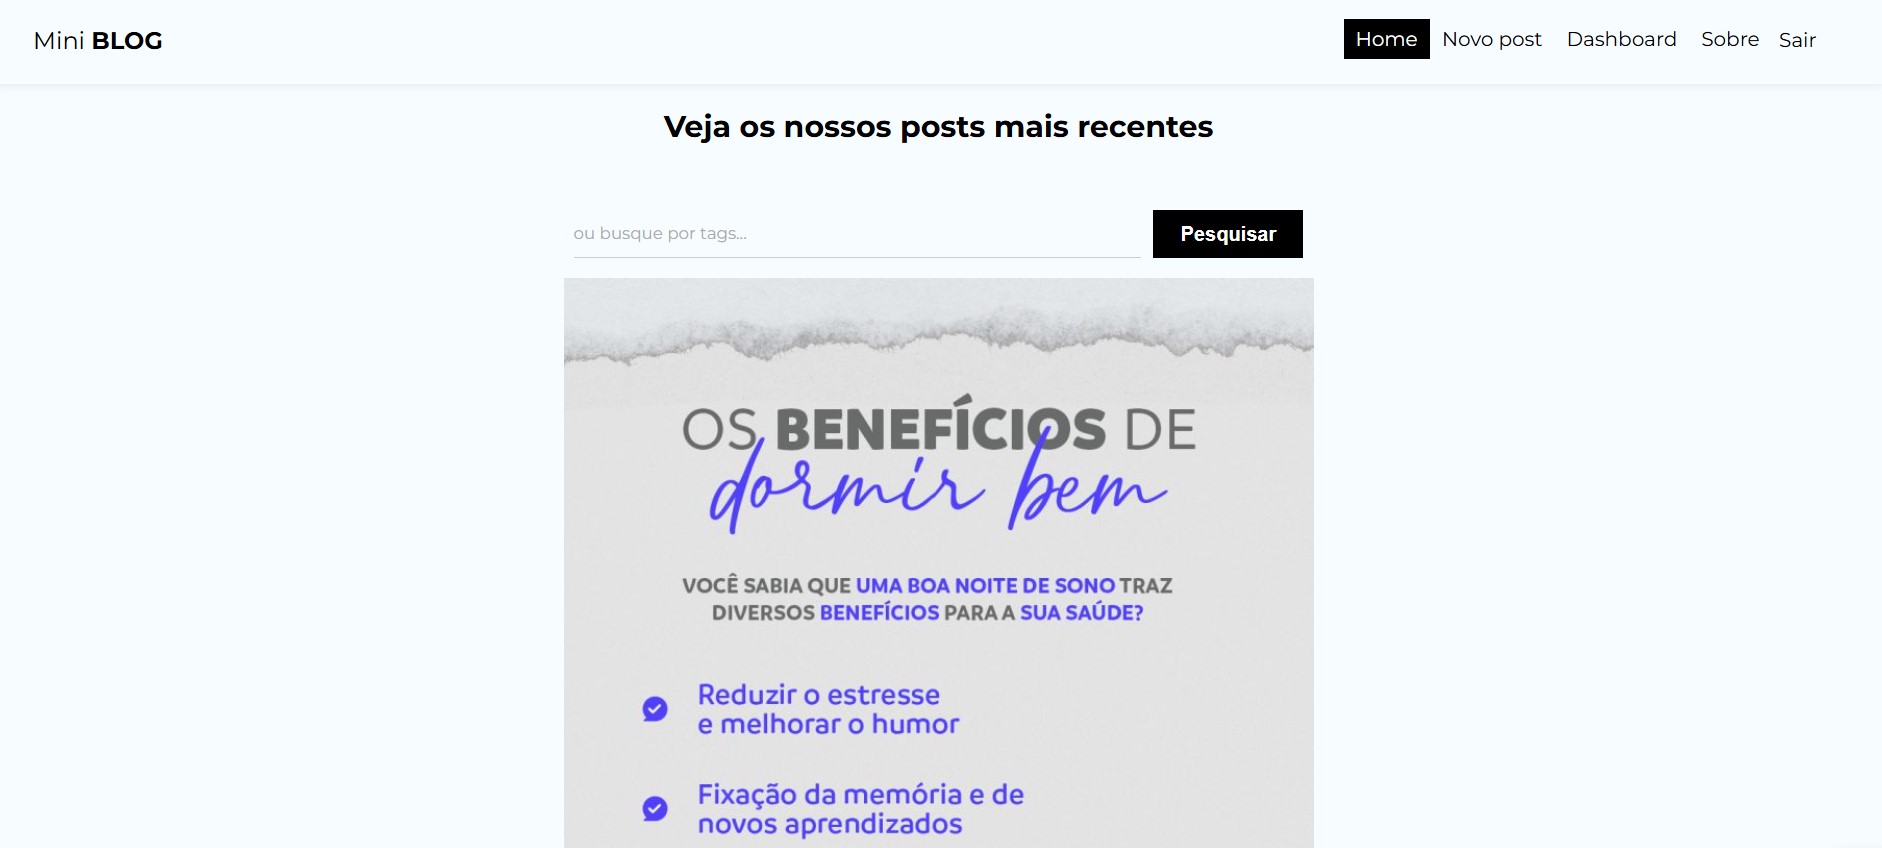 Mini BLOG
Home Novo post Dashboard Sobre Sair
Veja os nossos posts mais recentes
ou busque por tags...
Pesquisar
OS BENEFÍCIOS DE
dormir bem
VOCÊ SABIA QUE UMA BOA NOITE DE SONO TRAZ
DIVERSOS BENEFÍCIOS PARA A SUA SAÚDE?
Reduzir o estresse
e melhorar o humor
Fixação da memória e de
novos aprendizados